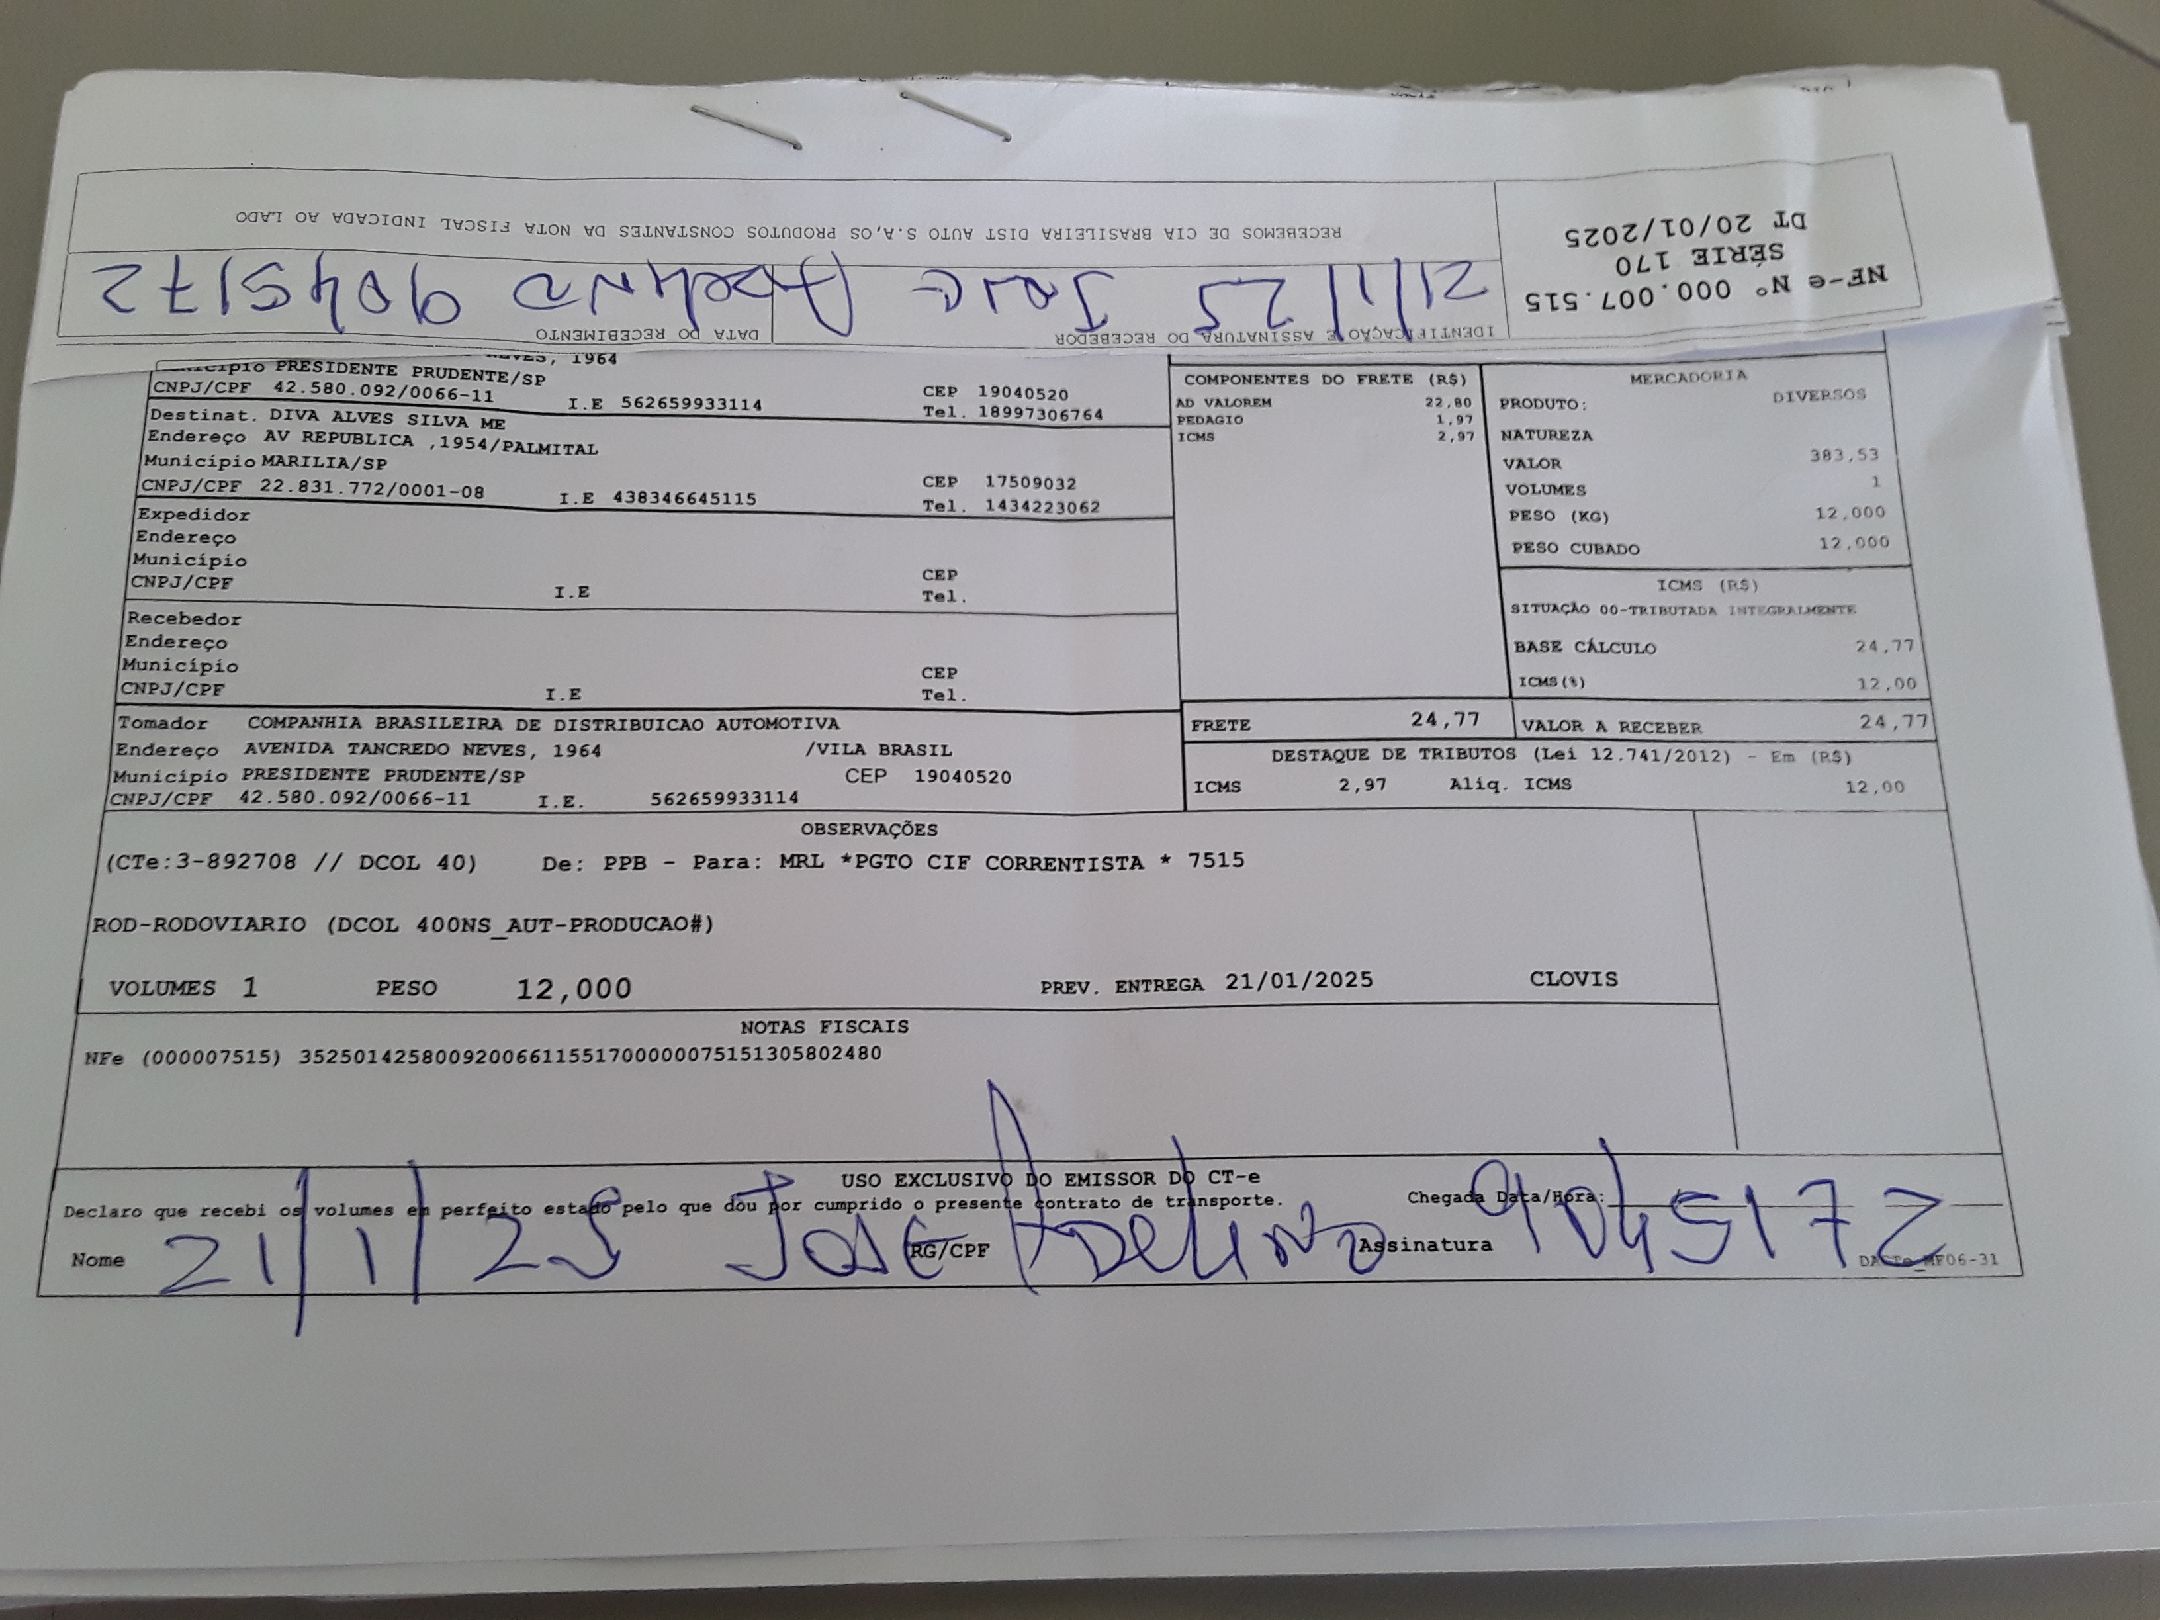 NF-e Nº 000.007.515
SÉRIE 170
DT 20/01/2025
RECEBEMOS DE CIA BRASILEIRA DIST AUTO S.A,OS PRODUTOS CONSTANTES DA NOTA FISCAL INDICADA AO LADO
IDENTIFICAÇÃO E ASSINATURA DO RECEBEDOR DATA DO RECEBIMENTO
21/1/25 JOSE ADELINO 9045172
NEVES, 1964
Município PRESIDENTE PRUDENTE/SP CEP 19040520
CNPJ/CPF 42.580.092/0066-11 I.E 562659933114 Tel. 18997306764
Destinat. DIVA ALVES SILVA ME
Endereço AV REPUBLICA ,1954/PALMITAL
Município MARILIA/SP CEP 17509032
CNPJ/CPF 22.831.772/0001-08 I.E 438346645115 Tel. 1434223062
Expedidor
Endereço
Município CEP
CNPJ/CPF I.E Tel.
Recebedor
Endereço
Município CEP
CNPJ/CPF I.E Tel.
Tomador COMPANHIA BRASILEIRA DE DISTRIBUICAO AUTOMOTIVA
Endereço AVENIDA TANCREDO NEVES, 1964 /VILA BRASIL
Município PRESIDENTE PRUDENTE/SP CEP 19040520
CNPJ/CPF 42.580.092/0066-11 I.E. 562659933114
COMPONENTES DO FRETE (R$)
AD VALOREM 22,80
PEDAGIO 1,97
ICMS 2,97
MERCADORIA
PRODUTO: DIVERSOS
NATUREZA
VALOR 383,53
VOLUMES 1
PESO (KG) 12,000
PESO CUBADO 12,000
ICMS (R$)
SITUAÇÃO 00-TRIBUTADA INTEGRALMENTE
BASE CÁLCULO 24,77
ICMS(%) 12,00
FRETE 24,77 VALOR A RECEBER 24,77
DESTAQUE DE TRIBUTOS (Lei 12.741/2012) - Em (R$)
ICMS 2,97 Aliq. ICMS 12,00
OBSERVAÇÕES
(CTe:3-892708 // DCOL 40) De: PPB - Para: MRL *PGTO CIF CORRENTISTA * 7515
ROD-RODOVIARIO (DCOL 400NS_AUT-PRODUCAO#)
VOLUMES 1 PESO 12,000 PREV. ENTREGA 21/01/2025 CLOVIS
NOTAS FISCAIS
NFe (000007515) 35250142580092006611551700000075151305802480
USO EXCLUSIVO DO EMISSOR DO CT-e
Declaro que recebi os volumes em perfeito estado pelo que dou por cumprido o presente contrato de transporte. Chegada Data/Hora:
Nome RG/CPF Assinatura
21/1/25 JOSE ADELINO 9045172
DACTe_MF06-31